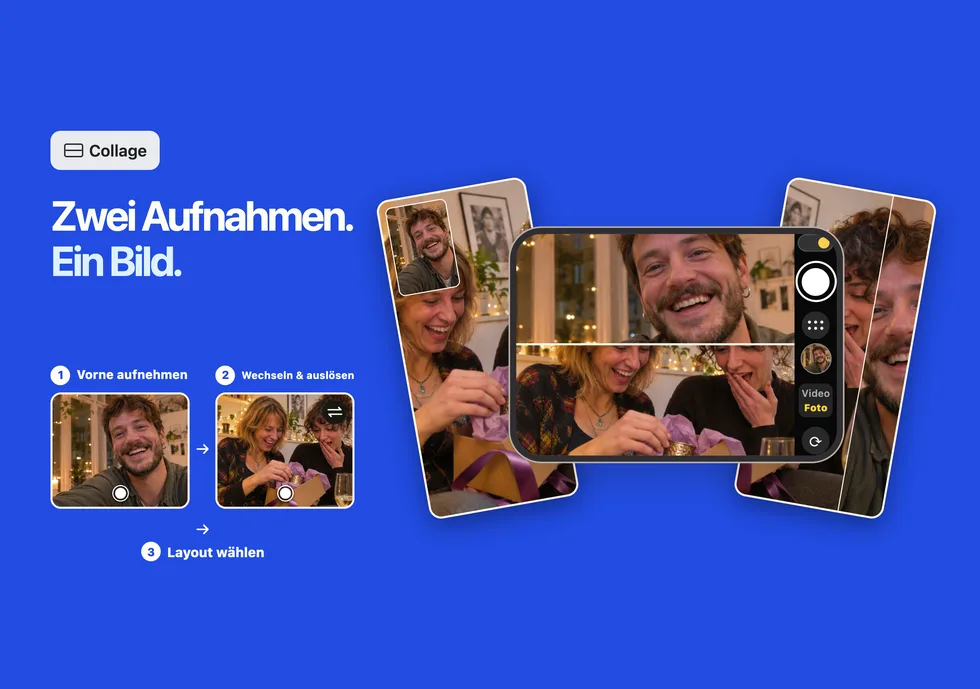 Collage
Zwei Aufnahmen.
Ein Bild.
1 Vorne aufnehmen
2 Wechseln & auslösen
3 Layout wählen
Video
Foto